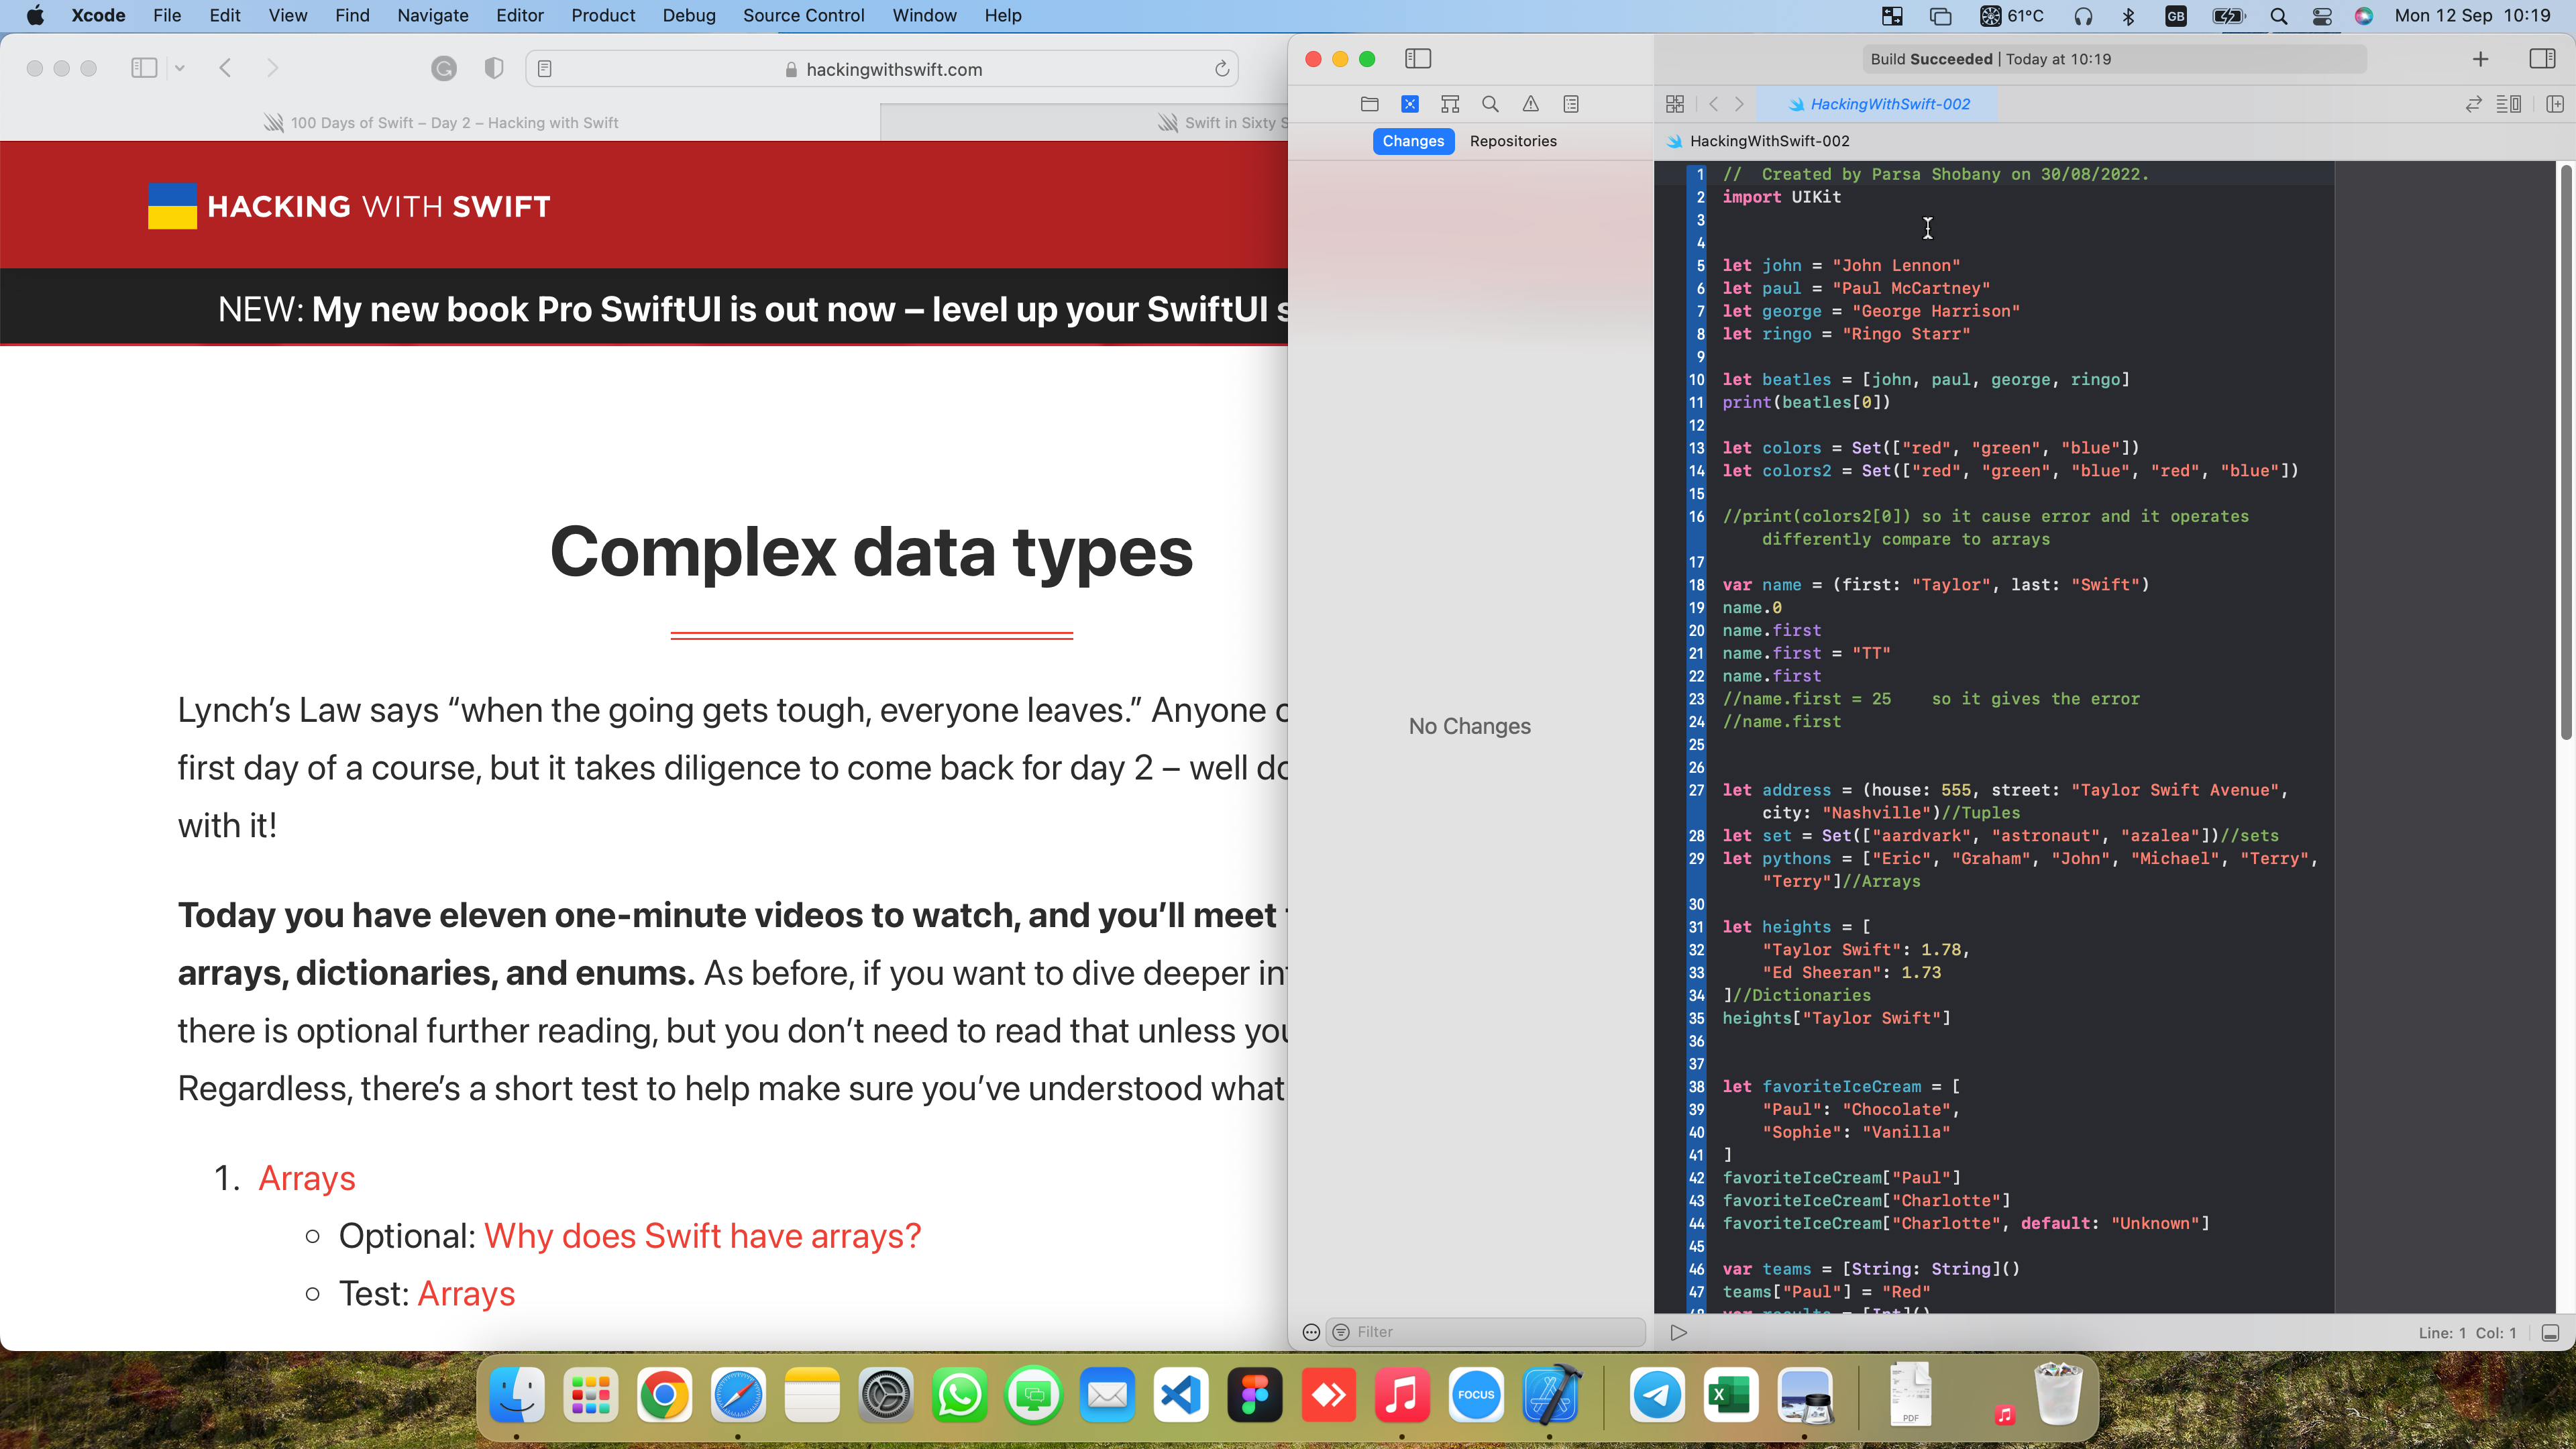 Xcode File Edit View Find Navigate Editor Product Debug Source Control Window Help
61°C GB Mon 12 Sep 10:19
hackingwithswift.com
100 Days of Swift – Day 2 – Hacking with Swift
Swift in Sixty S
HACKING WITH SWIFT
NEW: My new book Pro SwiftUI is out now – level up your SwiftUI s
Complex data types
Lynch's Law says “when the going gets tough, everyone leaves.” Anyone c
first day of a course, but it takes diligence to come back for day 2 – well do
with it!
Today you have eleven one-minute videos to watch, and you'll meet t
arrays, dictionaries, and enums. As before, if you want to dive deeper in
there is optional further reading, but you don't need to read that unless you
Regardless, there's a short test to help make sure you've understood what
1. Arrays
Optional: Why does Swift have arrays?
Test: Arrays
Build Succeeded | Today at 10:19
HackingWithSwift-002
Changes Repositories
HackingWithSwift-002
No Changes
Filter
1 // Created by Parsa Shobany on 30/08/2022.
2 import UIKit
3
4
5 let john = "John Lennon"
6 let paul = "Paul McCartney"
7 let george = "George Harrison"
8 let ringo = "Ringo Starr"
9
10 let beatles = [john, paul, george, ringo]
11 print(beatles[0])
12
13 let colors = Set(["red", "green", "blue"])
14 let colors2 = Set(["red", "green", "blue", "red", "blue"])
15
16 //print(colors2[0]) so it cause error and it operates
differently compare to arrays
17
18 var name = (first: "Taylor", last: "Swift")
19 name.0
20 name.first
21 name.first = "TT"
22 name.first
23 //name.first = 25    so it gives the error
24 //name.first
25
26
27 let address = (house: 555, street: "Taylor Swift Avenue",
city: "Nashville")//Tuples
28 let set = Set(["aardvark", "astronaut", "azalea"])//sets
29 let pythons = ["Eric", "Graham", "John", "Michael", "Terry",
"Terry"]//Arrays
30
31 let heights = [
32 "Taylor Swift": 1.78,
33 "Ed Sheeran": 1.73
34 ]//Dictionaries
35 heights["Taylor Swift"]
36
37
38 let favoriteIceCream = [
39 "Paul": "Chocolate",
40 "Sophie": "Vanilla"
41 ]
42 favoriteIceCream["Paul"]
43 favoriteIceCream["Charlotte"]
44 favoriteIceCream["Charlotte", default: "Unknown"]
45
46 var teams = [String: String]()
47 teams["Paul"] = "Red"
48 var results = [Int]()
Line: 1 Col: 1
FOCUS
PDF